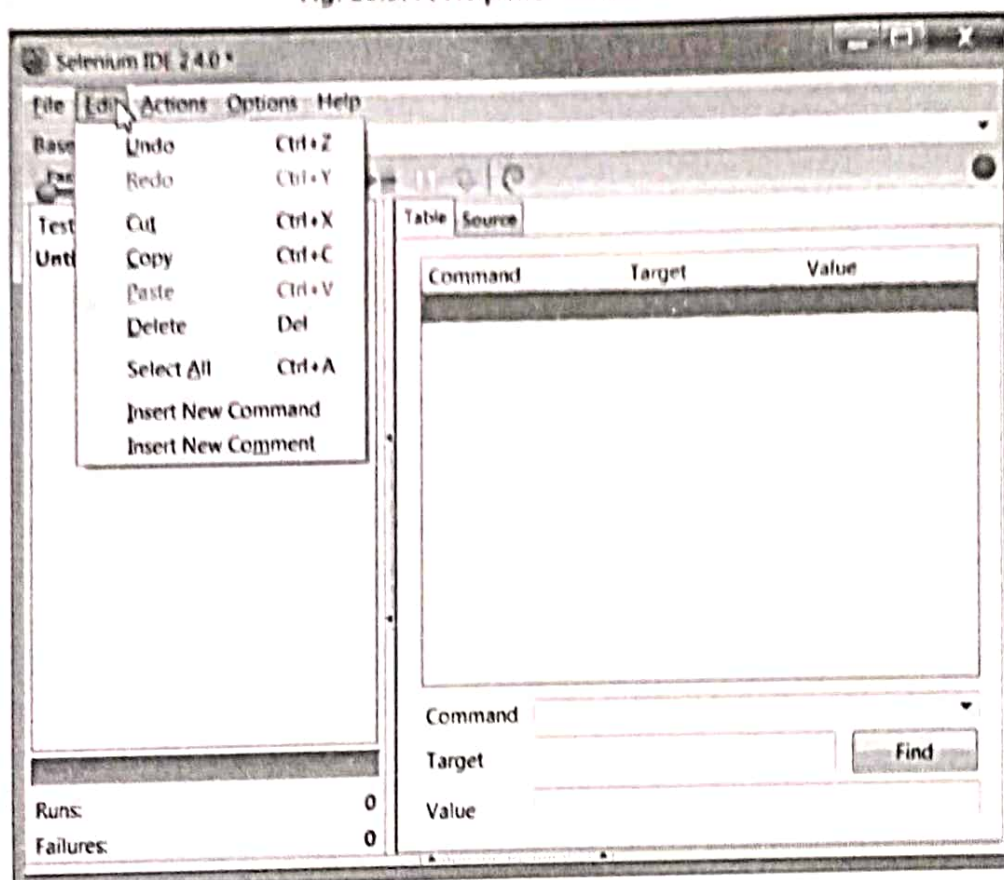 Selenium IDE 2.4.0 *
File Edit Actions Options Help
Base
Undo Ctrl+Z
Redo Ctrl+Y
Cut Ctrl+X
Copy Ctrl+C
Paste Ctrl+V
Delete Del
Select All Ctrl+A
Insert New Command
Insert New Comment
Test
Unti
Table Source
Command Target Value
Command
Target Find
Value
Runs: 0
Failures: 0